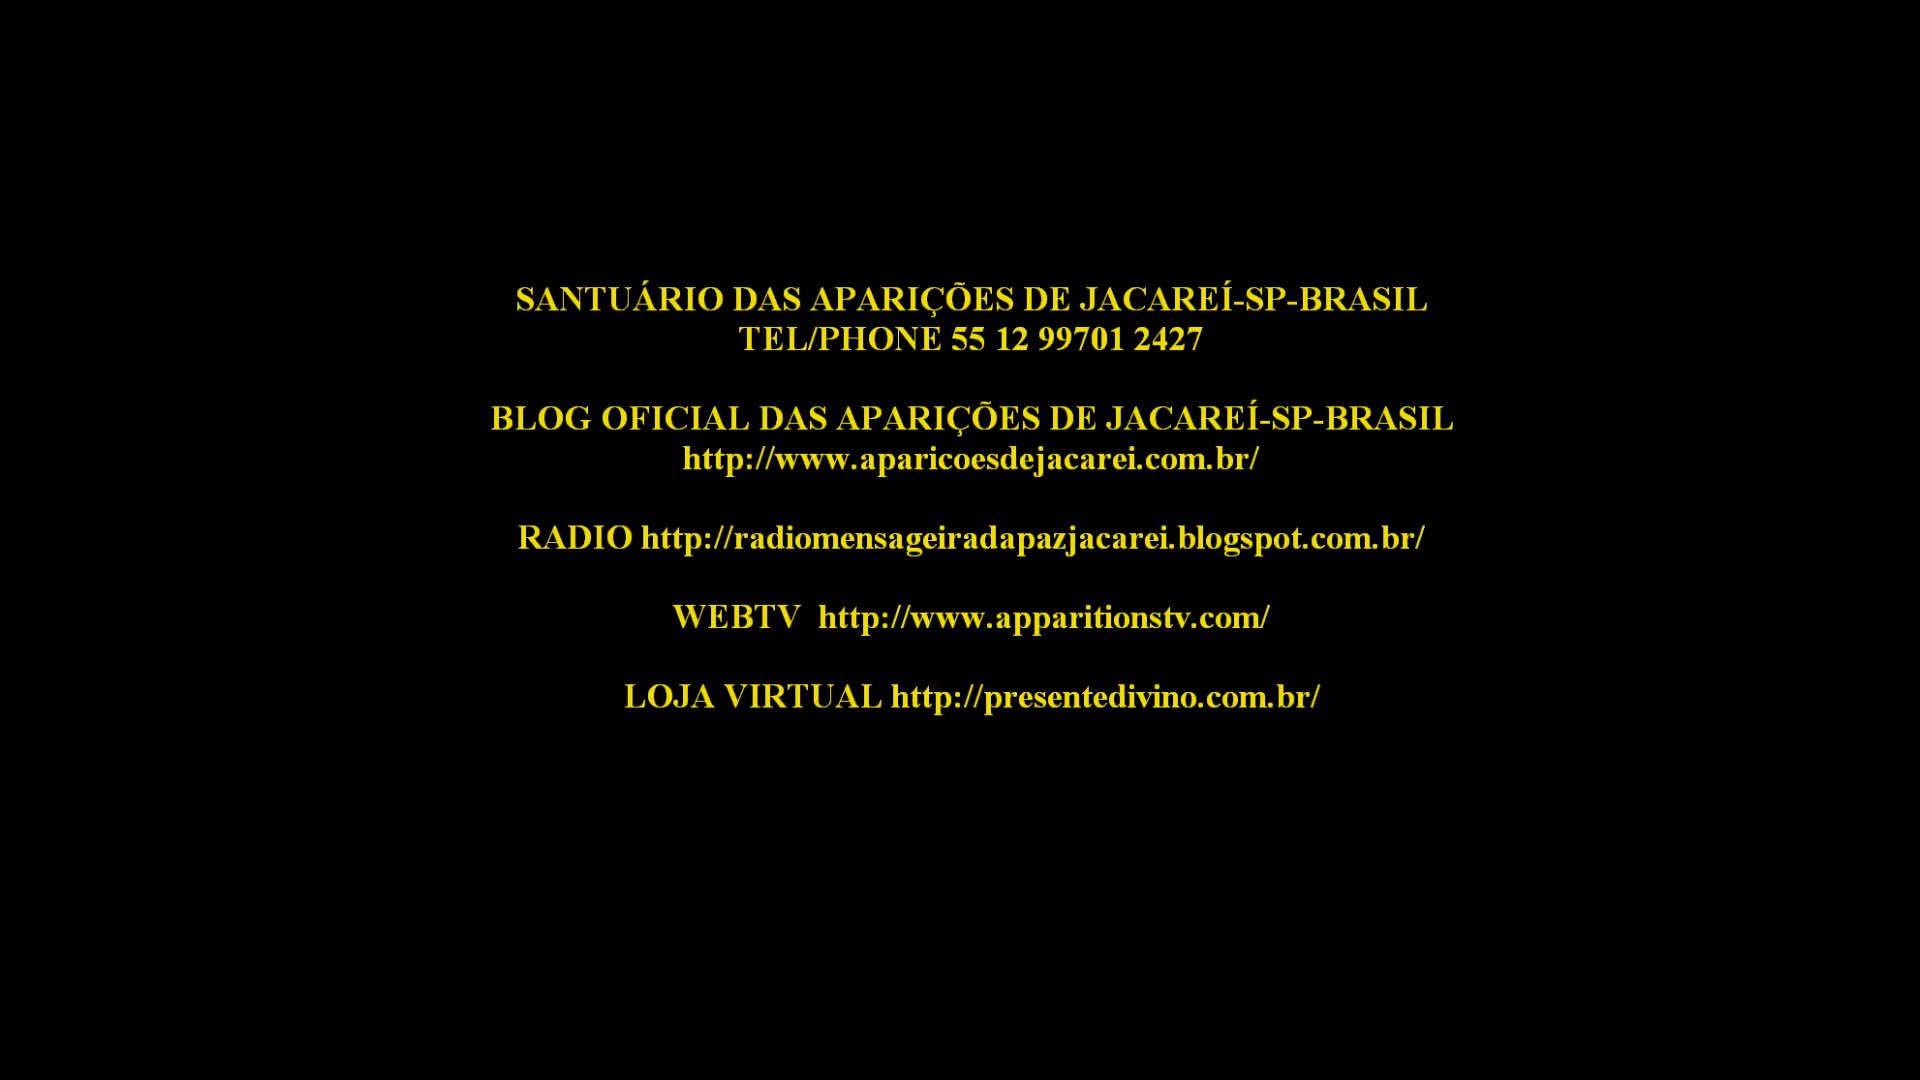 SANTUÁRIO DAS APARIÇÕES DE JACAREÍ-SP-BRASIL
TEL/PHONE 55 12 99701 2427
BLOG OFICIAL DAS APARIÇÕES DE JACAREÍ-SP-BRASIL
http://www.aparicoesdejacarei.com.br/
RADIO http://radiomensageiradapazjacarei.blogspot.com.br/
WEBTV  http://www.apparitionstv.com/
LOJA VIRTUAL http://presentedivino.com.br/